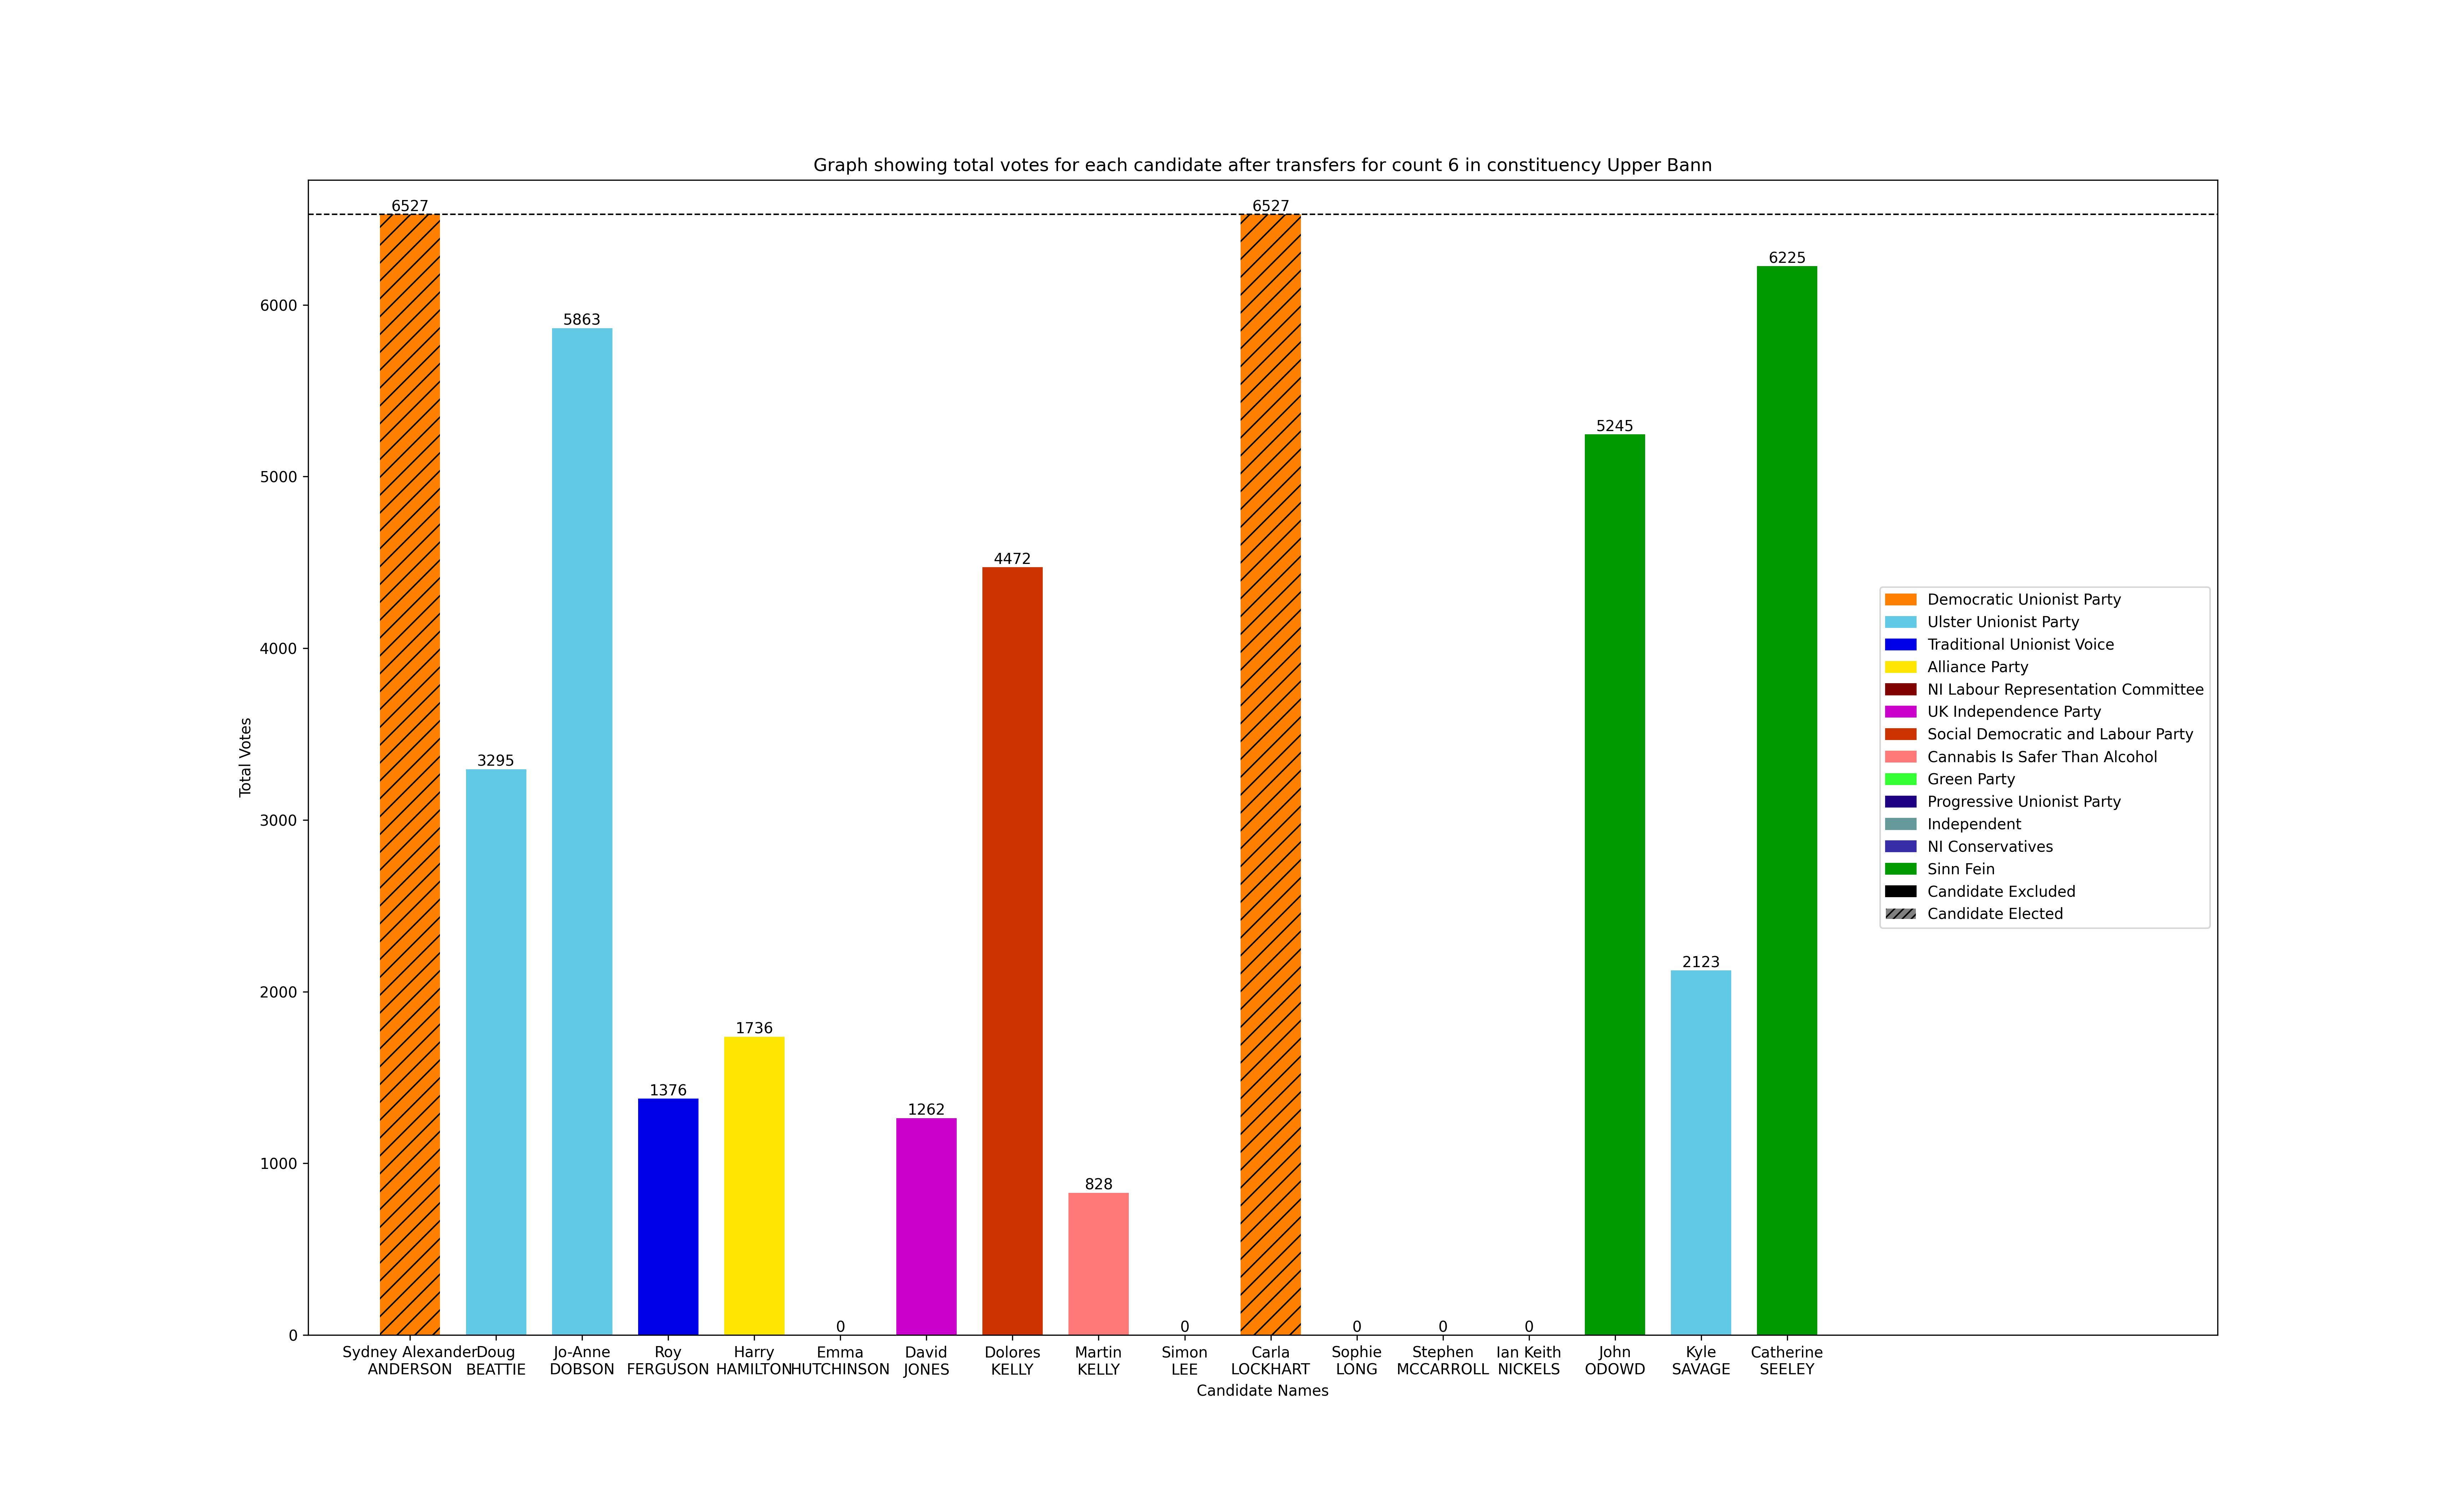 Graph showing total votes for each candidate after transfers for count 6 in constituency Upper Bann
Total Votes
6000
5000
4000
3000
2000
1000
0
6527
3295
5863
1376
1736
0
1262
4472
828
0
6527
0
0
0
5245
2123
6225
Sydney Alexander
ANDERSON
Doug
BEATTIE
Jo-Anne
DOBSON
Roy
FERGUSON
Harry
HAMILTON
Emma
HUTCHINSON
David
JONES
Dolores
KELLY
Martin
KELLY
Simon
LEE
Carla
LOCKHART
Sophie
LONG
Stephen
MCCARROLL
Ian Keith
NICKELS
John
ODOWD
Kyle
SAVAGE
Catherine
SEELEY
Candidate Names
Democratic Unionist Party
Ulster Unionist Party
Traditional Unionist Voice
Alliance Party
NI Labour Representation Committee
UK Independence Party
Social Democratic and Labour Party
Cannabis Is Safer Than Alcohol
Green Party
Progressive Unionist Party
Independent
NI Conservatives
Sinn Fein
Candidate Excluded
Candidate Elected